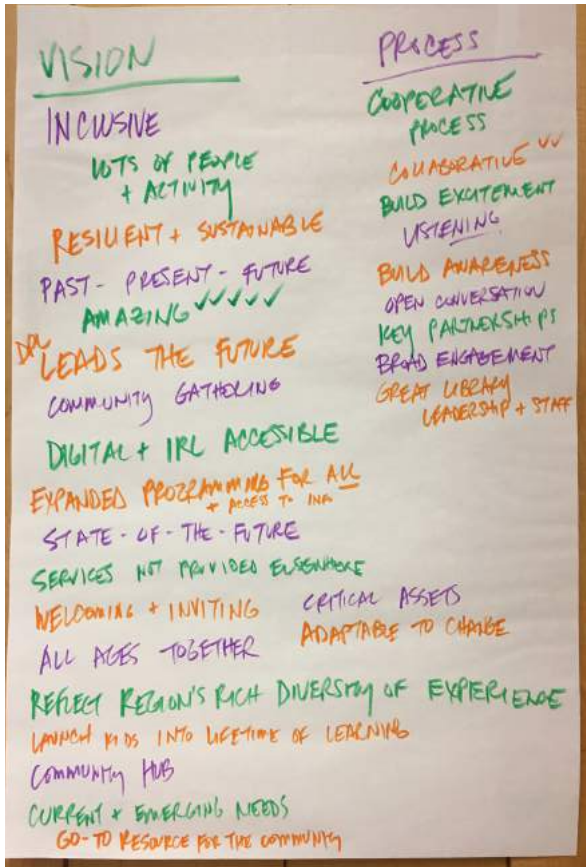 VISION
INCLUSIVE
LOTS OF PEOPLE
+ ACTIVITY
RESILIENT + SUSTAINABLE
PAST - PRESENT - FUTURE
AMAZING ✓✓✓✓✓
DPL LEADS THE FUTURE
COMMUNITY GATHERING
DIGITAL + IRL ACCESSIBLE
EXPANDED PROGRAMMING FOR ALL
+ ACCESS TO INFO
STATE-OF-THE-FUTURE
SERVICES NOT PROVIDED ELSEWHERE
WELCOMING + INVITING
ALL AGES TOGETHER
CRITICAL ASSETS
ADAPTABLE TO CHANGE
REFLECT REGION'S RICH DIVERSITY OF EXPERIENCE
LAUNCH KIDS INTO LIFETIME OF LEARNING
COMMUNITY HUB
CURRENT + EMERGING NEEDS
GO-TO RESOURCE FOR THE COMMUNITY
PROCESS
COOPERATIVE
PROCESS
COLLABORATIVE ✓✓
BUILD EXCITEMENT
LISTENING
BUILD AWARENESS
OPEN CONVERSATION
KEY PARTNERSHIPS
BROAD ENGAGEMENT
GREAT LIBRARY
LEADERSHIP + STAFF